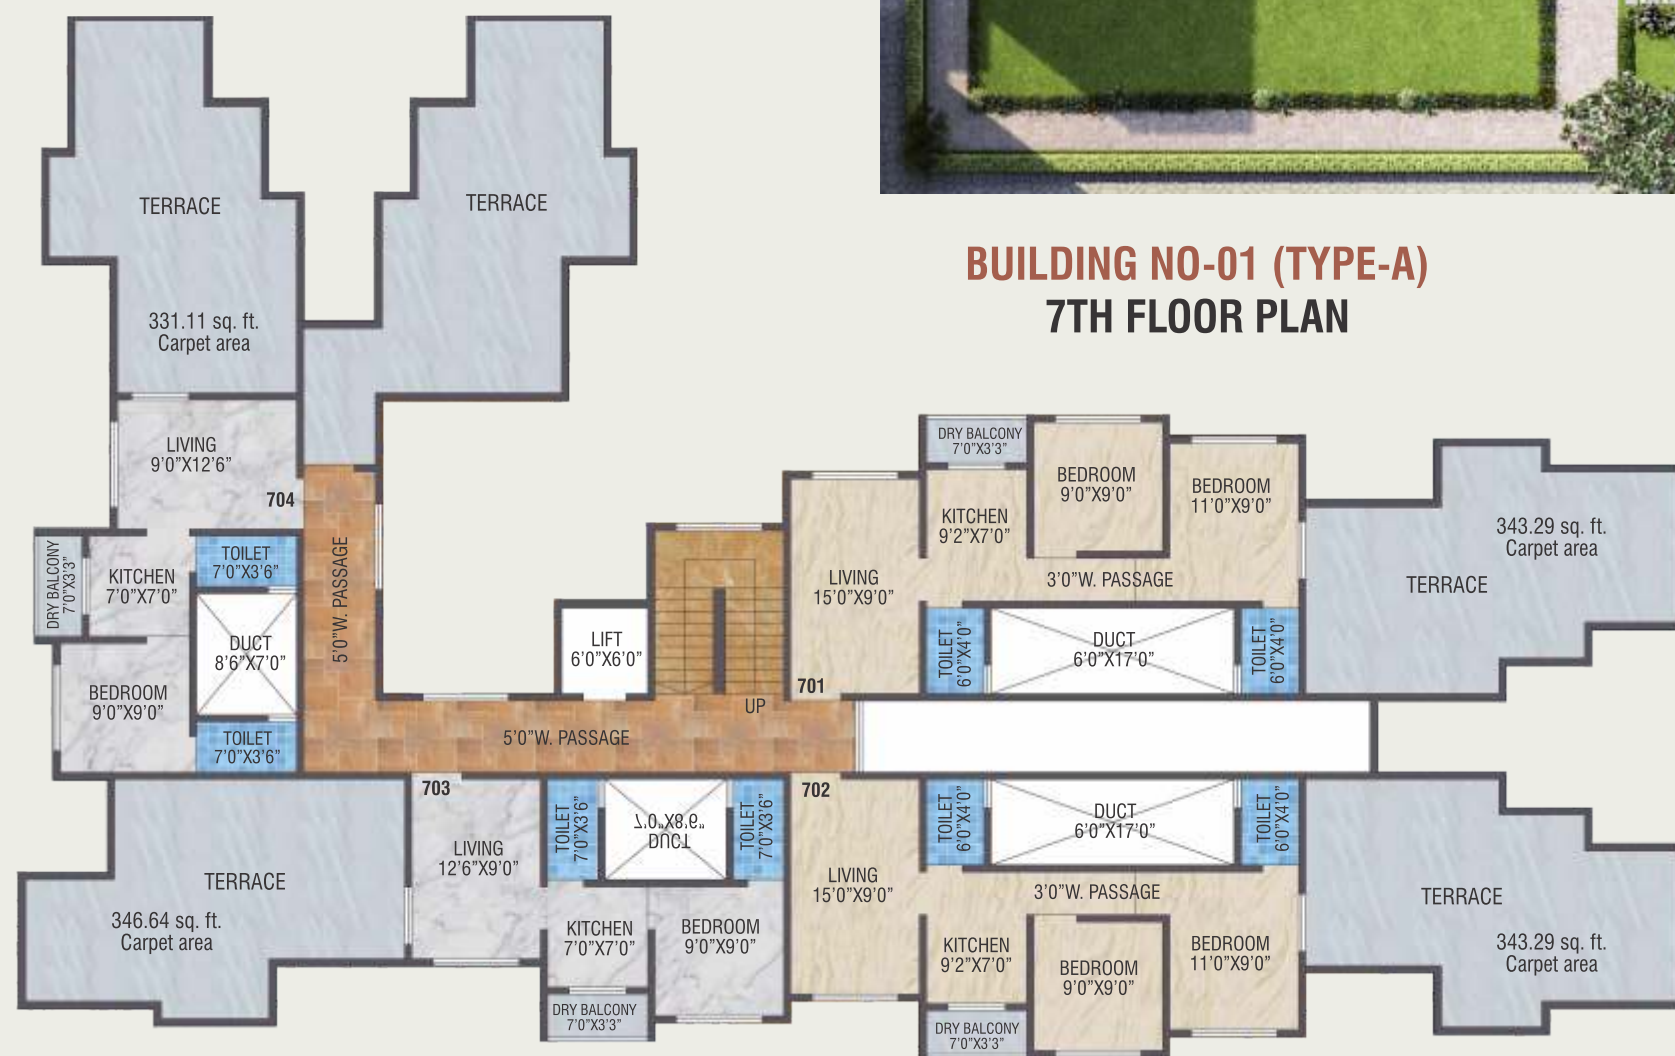 BUILDING NO-01 (TYPE-A)
7TH FLOOR PLAN
TERRACE
331.11 sq. ft.
Carpet area
TERRACE
LIVING
9'0"X12'6"
704
DRY BALCONY
7'0"X3'3"
KITCHEN
7'0"X7'0"
TOILET
7'0"X3'6"
DUCT
8'6"X7'0"
BEDROOM
9'0"X9'0"
TOILET
7'0"X3'6"
5'0"W. PASSAGE
LIFT
6'0"X6'0"
UP
5'0"W. PASSAGE
LIVING
15'0"X9'0"
701
DRY BALCONY
7'0"X3'3"
KITCHEN
9'2"X7'0"
BEDROOM
9'0"X9'0"
BEDROOM
11'0"X9'0"
3'0"W. PASSAGE
TOILET
6'0"X4'0"
DUCT
6'0"X17'0"
TOILET
6'0"X4'0"
343.29 sq. ft.
Carpet area
TERRACE
TERRACE
346.64 sq. ft.
Carpet area
703
LIVING
12'6"X9'0"
TOILET
7'0"X3'6"
DUCT
8'6"X7'0"
TOILET
7'0"X3'6"
KITCHEN
7'0"X7'0"
BEDROOM
9'0"X9'0"
DRY BALCONY
7'0"X3'3"
702
LIVING
15'0"X9'0"
TOILET
6'0"X4'0"
DUCT
6'0"X17'0"
TOILET
6'0"X4'0"
3'0"W. PASSAGE
KITCHEN
9'2"X7'0"
BEDROOM
9'0"X9'0"
BEDROOM
11'0"X9'0"
DRY BALCONY
7'0"X3'3"
TERRACE
343.29 sq. ft.
Carpet area